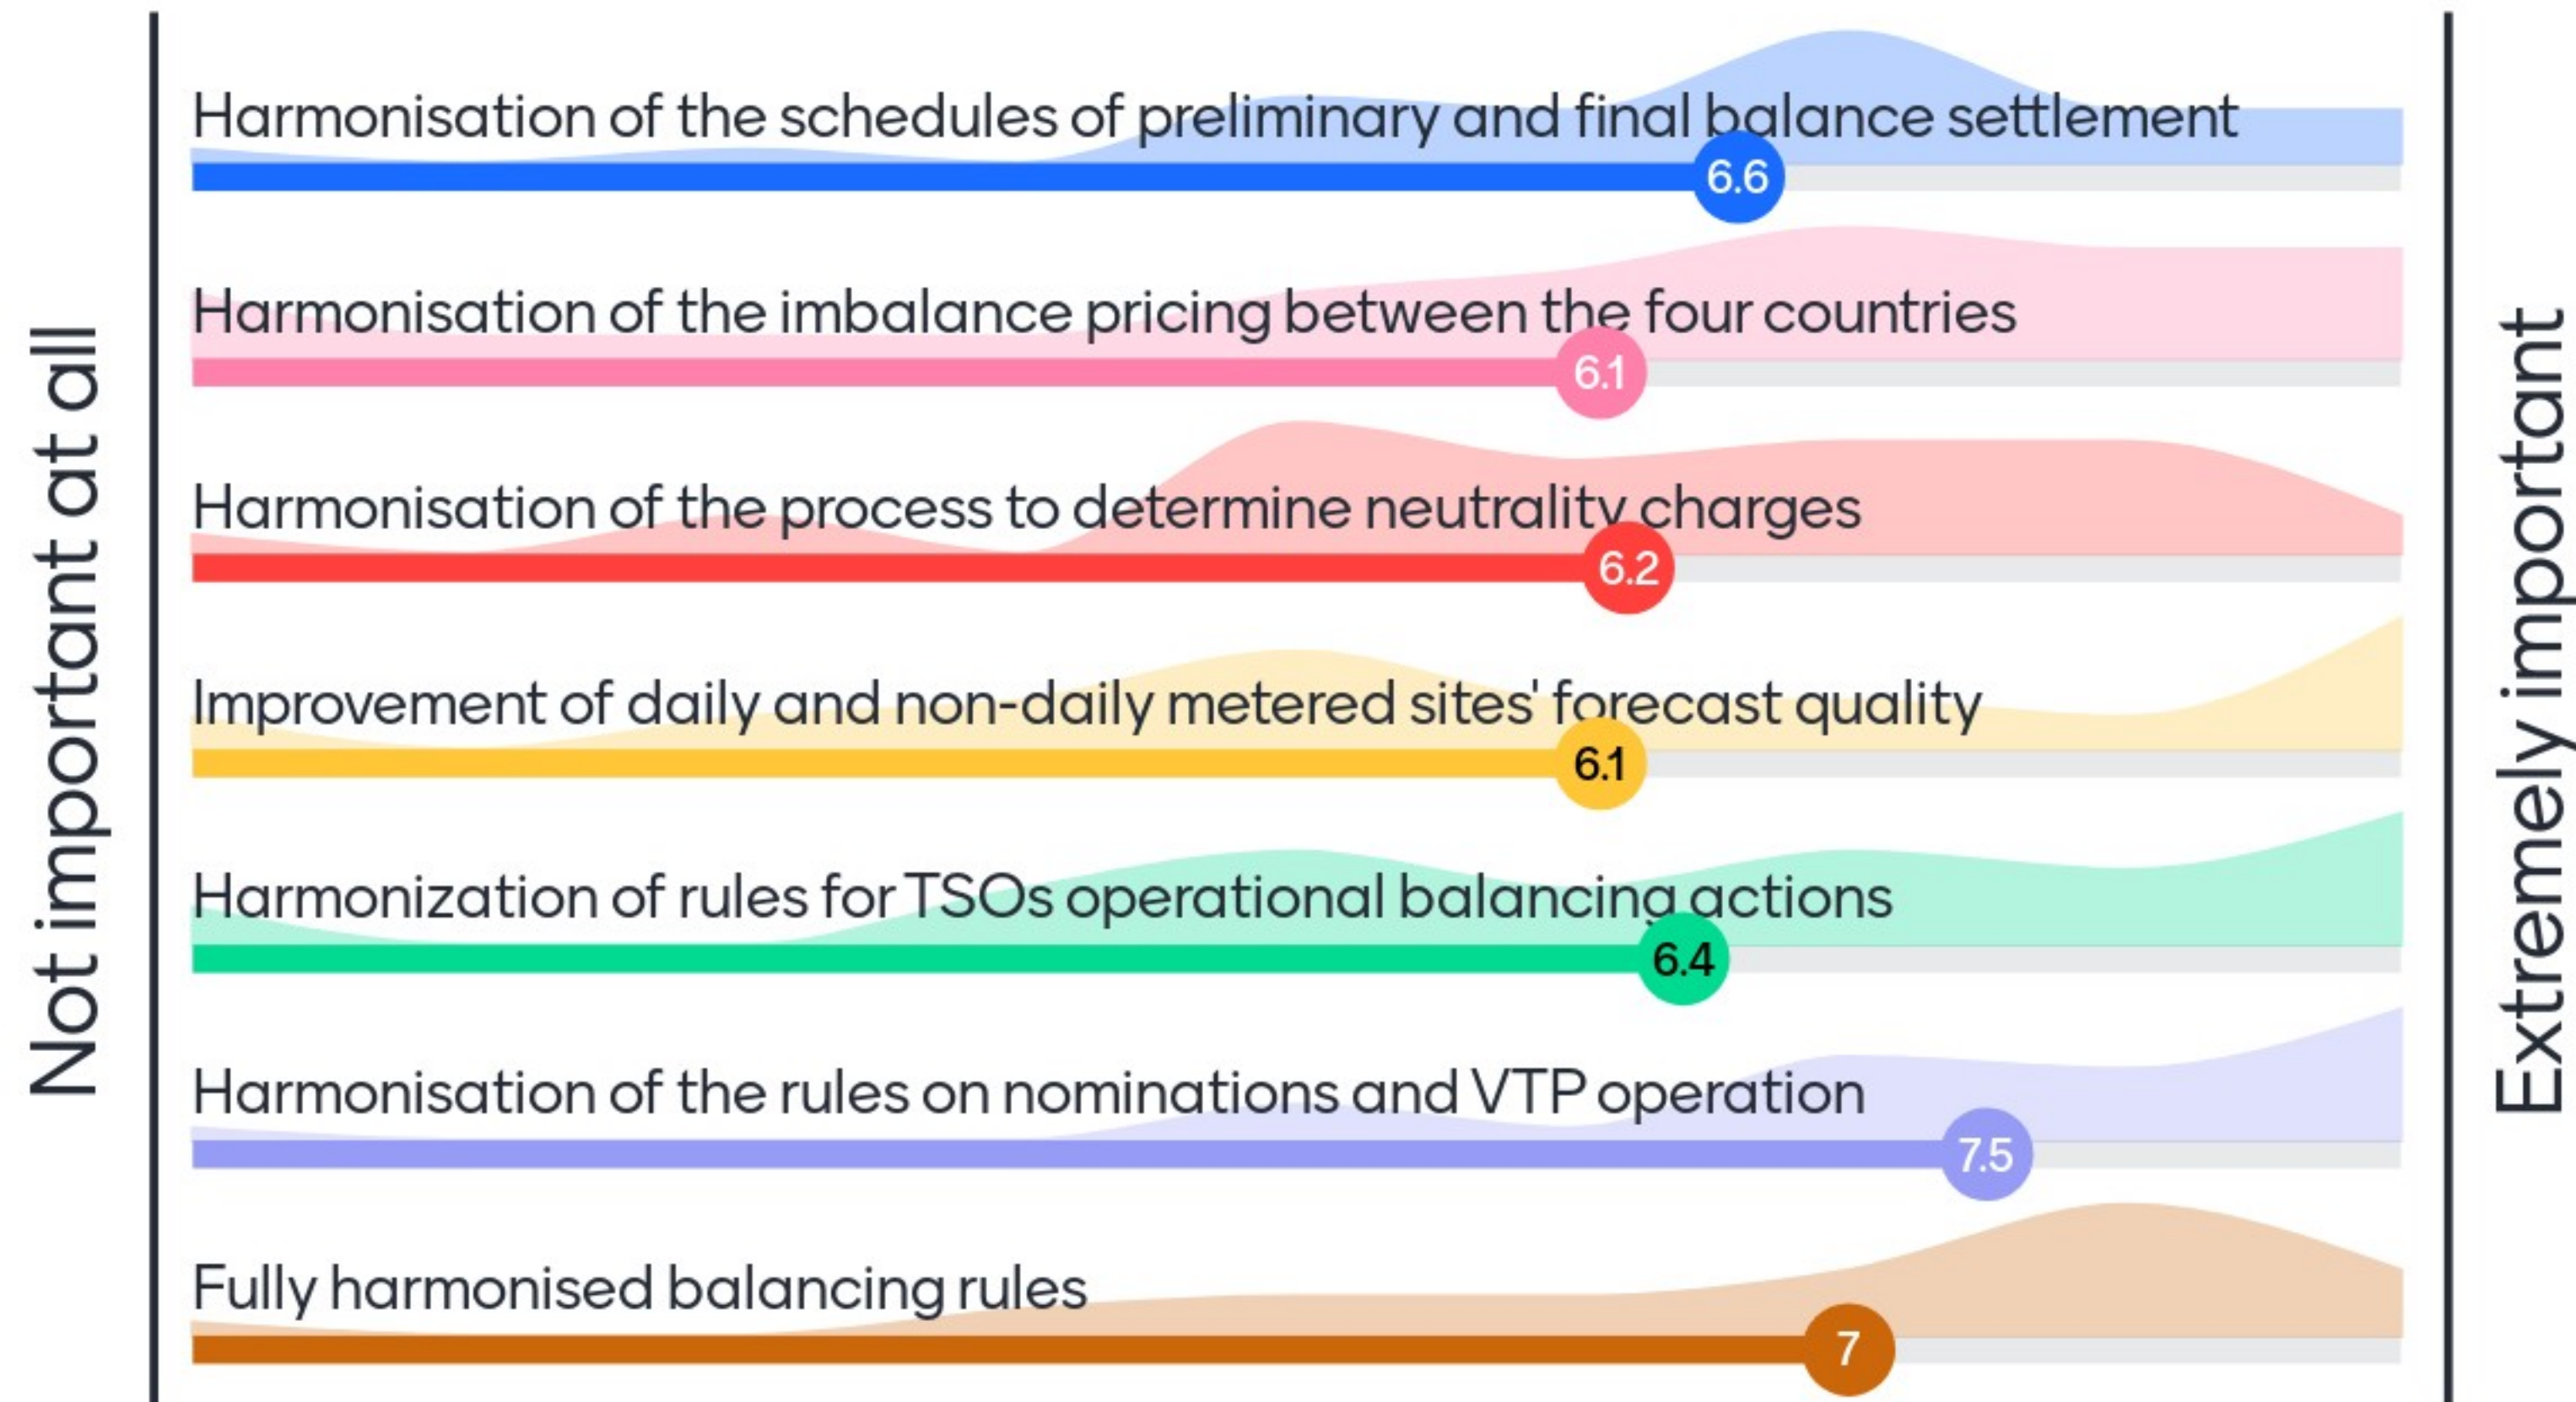 Not important at all
Harmonisation of the schedules of preliminary and final balance settlement
6.6
Harmonisation of the imbalance pricing between the four countries
6.1
Harmonisation of the process to determine neutrality charges
6.2
Improvement of daily and non-daily metered sites' forecast quality
6.1
Harmonization of rules for TSOs operational balancing actions
6.4
Harmonisation of the rules on nominations and VTP operation
7.5
Fully harmonised balancing rules
7
Extremely important